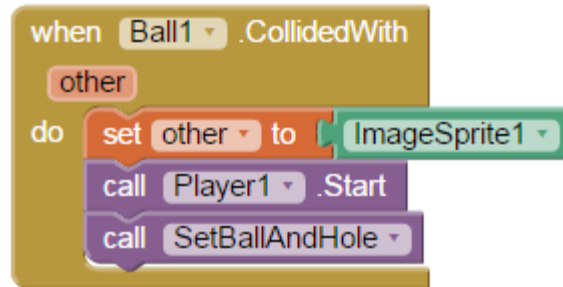 when Ball1 .CollidedWith
other
do set other to ImageSprite1
call Player1 .Start
call SetBallAndHole